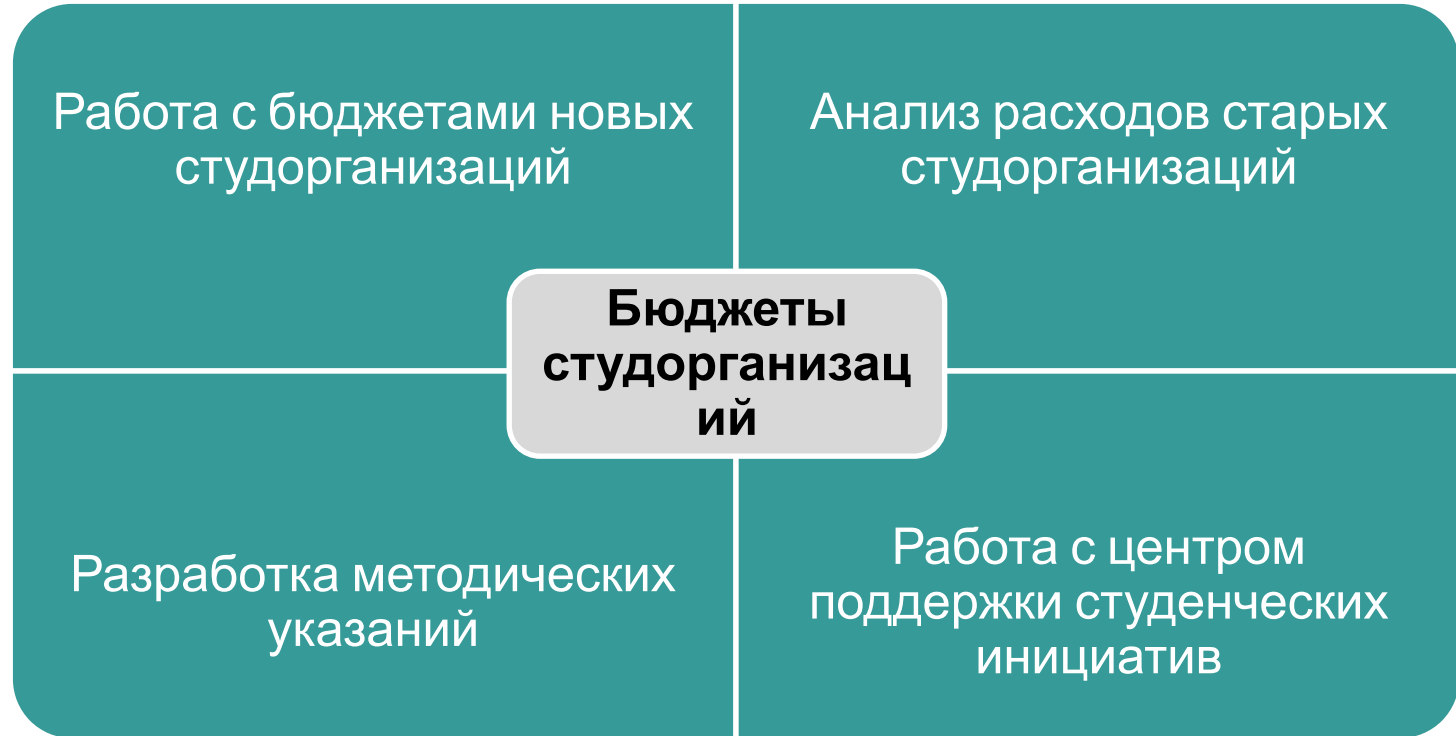 Работа с бюджетами новых
студорганизаций
Анализ расходов старых
студорганизаций
Бюджеты
студорганизац
ий
Разработка методических
указаний
Работа с центром
поддержки студенческих
инициатив